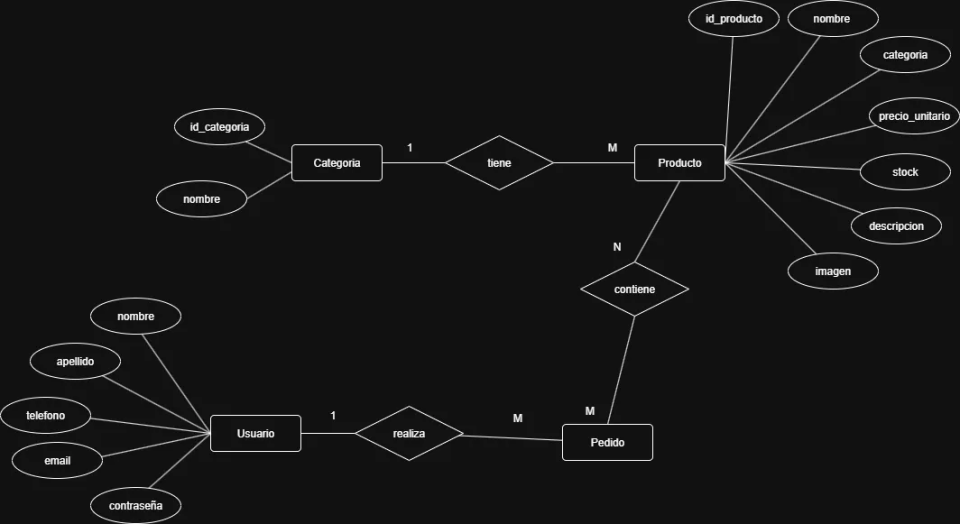 id_producto
nombre
categoria
precio_unitario
stock
descripcion
imagen
id_categoria
nombre
Categoria
1
tiene
M
Producto
N
contiene
M
nombre
apellido
telefono
email
contraseña
Usuario
1
realiza
M
Pedido